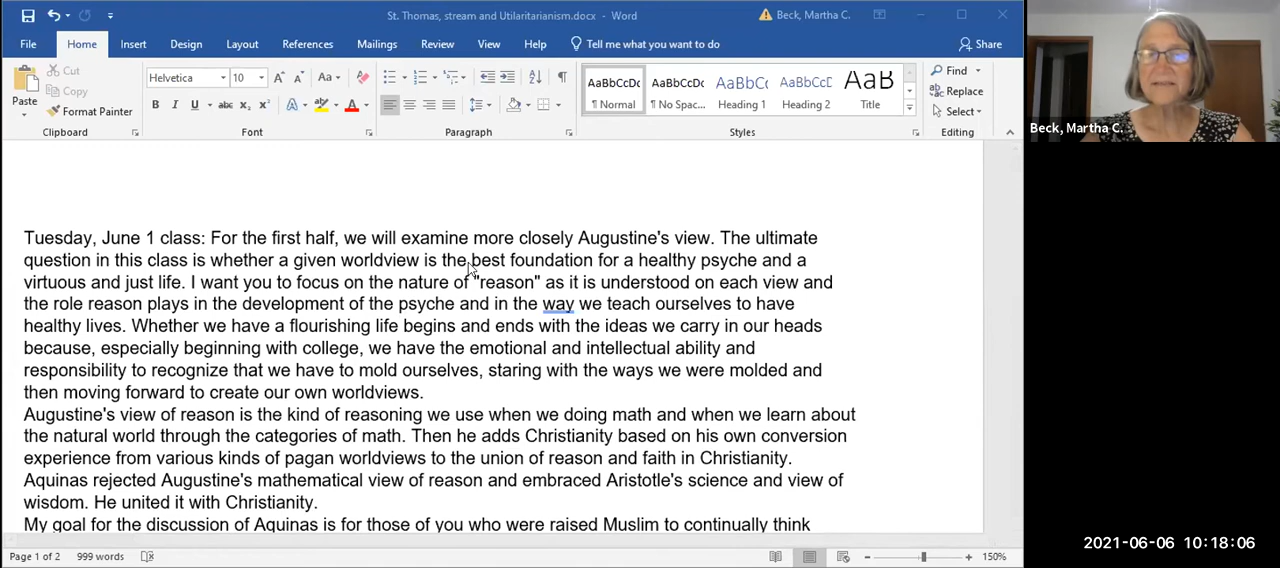 St. Thomas, stream and Utilaritarianism.docx - Word
Beck, Martha C.
File Home Insert Design Layout References Mailings Review View Help Tell me what you want to do Share
Paste
Cut
Copy
Format Painter
Clipboard
Helvetica 10
Font
Paragraph
AaBbCcDc AaBbCcDc AaBbCc AaBbCcD AaB
¶ Normal ¶ No Spac... Heading 1 Heading 2 Title
Styles
Find
Replace
Select
Editing
Beck, Martha C.
Tuesday, June 1 class: For the first half, we will examine more closely Augustine's view. The ultimate
question in this class is whether a given worldview is the best foundation for a healthy psyche and a
virtuous and just life. I want you to focus on the nature of "reason" as it is understood on each view and
the role reason plays in the development of the psyche and in the way we teach ourselves to have
healthy lives. Whether we have a flourishing life begins and ends with the ideas we carry in our heads
because, especially beginning with college, we have the emotional and intellectual ability and
responsibility to recognize that we have to mold ourselves, staring with the ways we were molded and
then moving forward to create our own worldviews.
Augustine's view of reason is the kind of reasoning we use when we doing math and when we learn about
the natural world through the categories of math. Then he adds Christianity based on his own conversion
experience from various kinds of pagan worldviews to the union of reason and faith in Christianity.
Aquinas rejected Augustine's mathematical view of reason and embraced Aristotle's science and view of
wisdom. He united it with Christianity.
My goal for the discussion of Aquinas is for those of you who were raised Muslim to continually think
Page 1 of 2 999 words
150%
2021-06-06 10:18:06